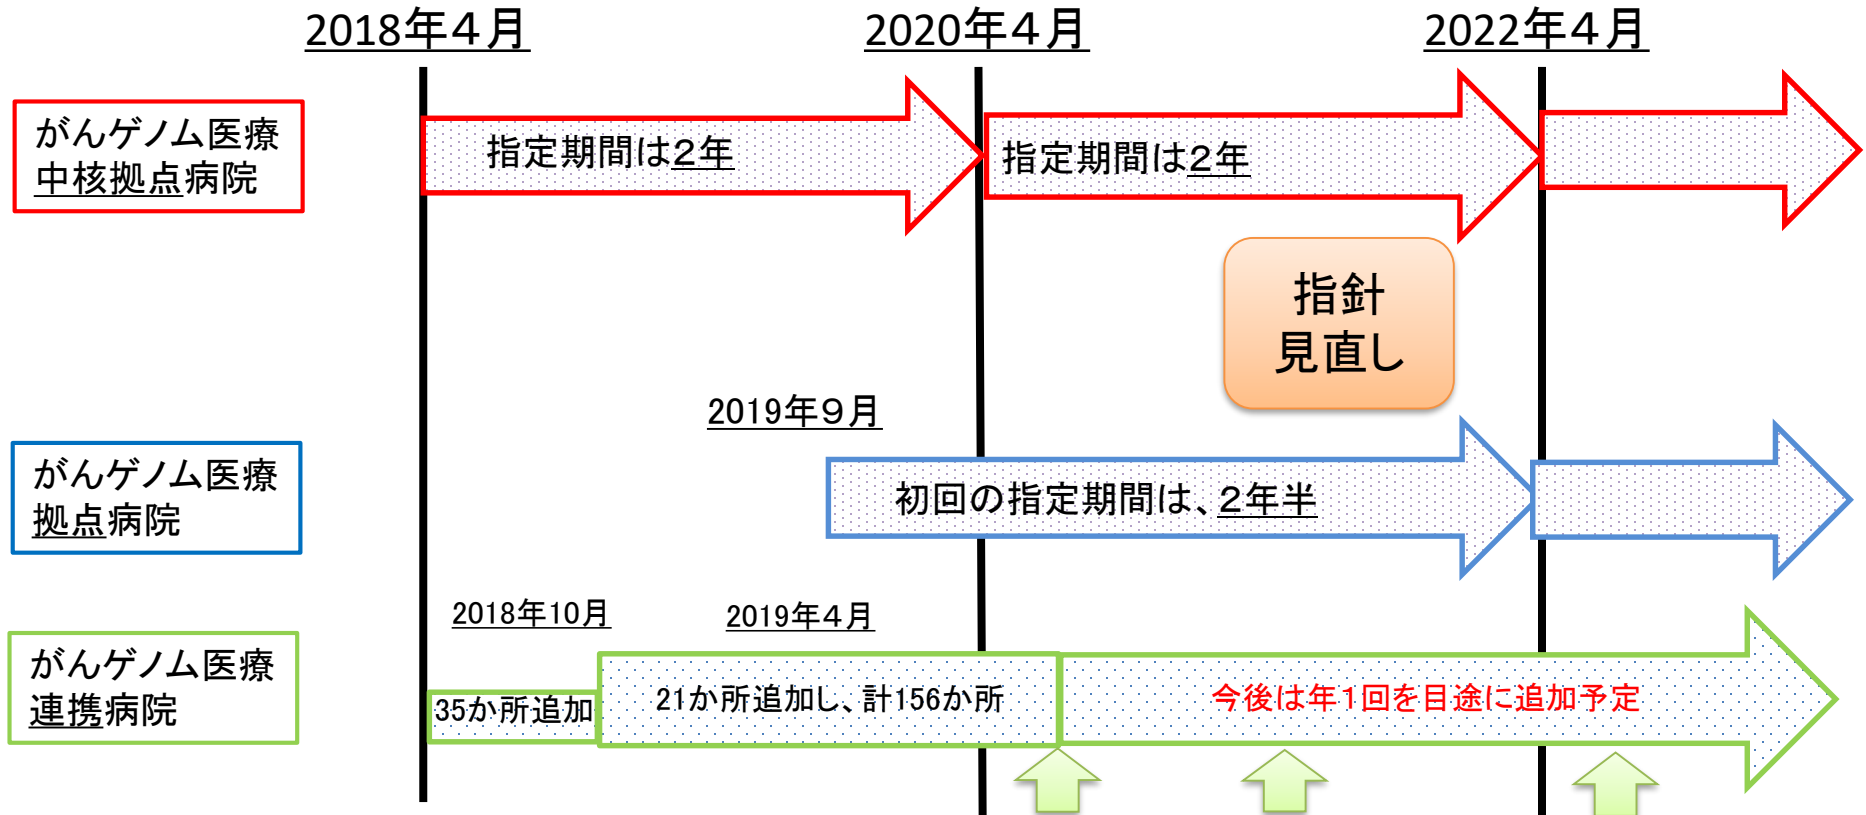 2018年４月
2020年４月
2022年４月
がんゲノム医療
中核拠点病院
指定期間は２年
指定期間は２年
指針
見直し
2019年９月
がんゲノム医療
拠点病院
初回の指定期間は、２年半
2018年10月
2019年４月
がんゲノム医療
連携病院
35か所追加
21か所追加し、計156か所
今後は年１回を目途に追加予定